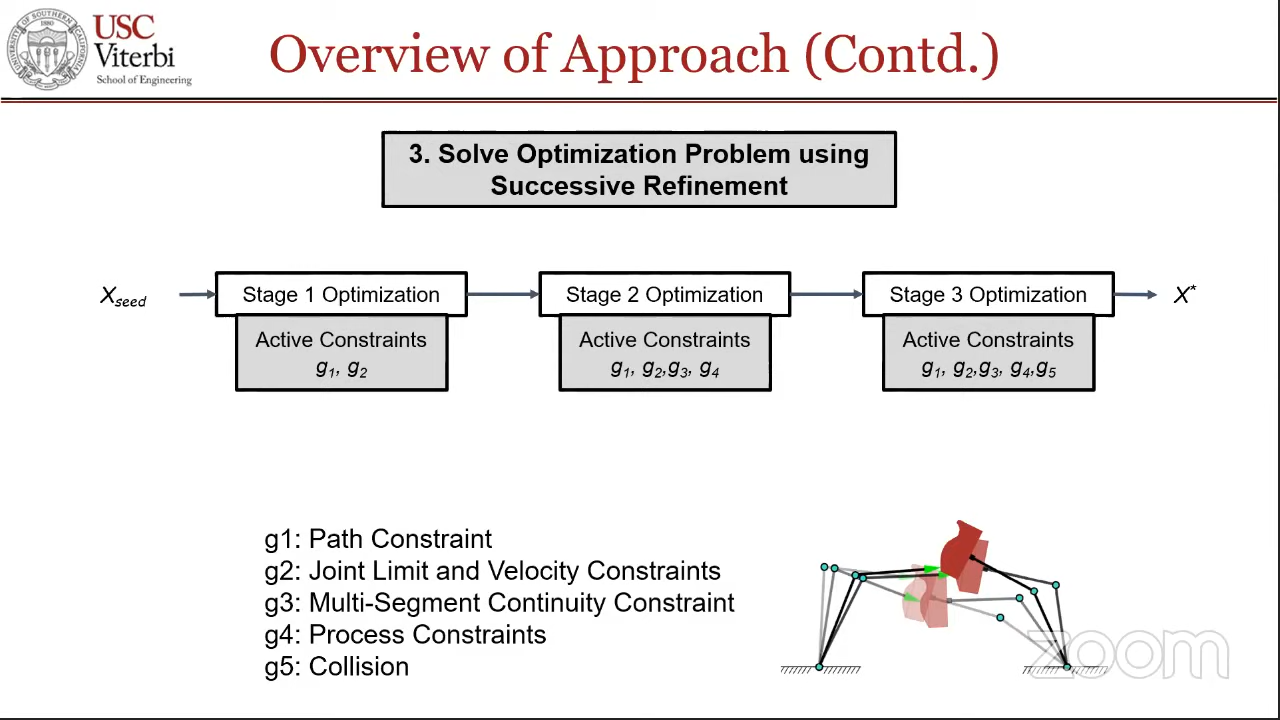 USC
Viterbi
School of Engineering
Overview of Approach (Contd.)
3. Solve Optimization Problem using
Successive Refinement
Xseed
Stage 1 Optimization
Active Constraints
g1, g2
Stage 2 Optimization
Active Constraints
g1, g2,g3, g4
Stage 3 Optimization
Active Constraints
g1, g2,g3, g4,g5
X*
g1: Path Constraint
g2: Joint Limit and Velocity Constraints
g3: Multi-Segment Continuity Constraint
g4: Process Constraints
g5: Collision
zoom